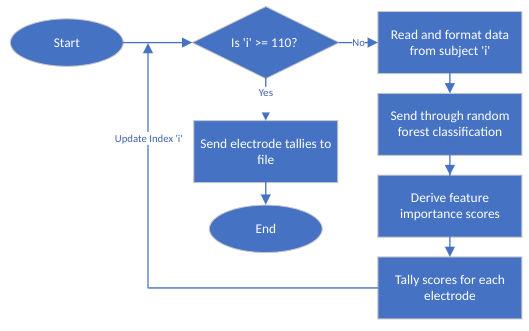 Start
Is 'i' >= 110?
No
Read and format data
from subject 'i'
Yes
Send through random
forest classification
Update Index 'i'
Send electrode tallies to
file
Derive feature
importance scores
End
Tally scores for each
electrode